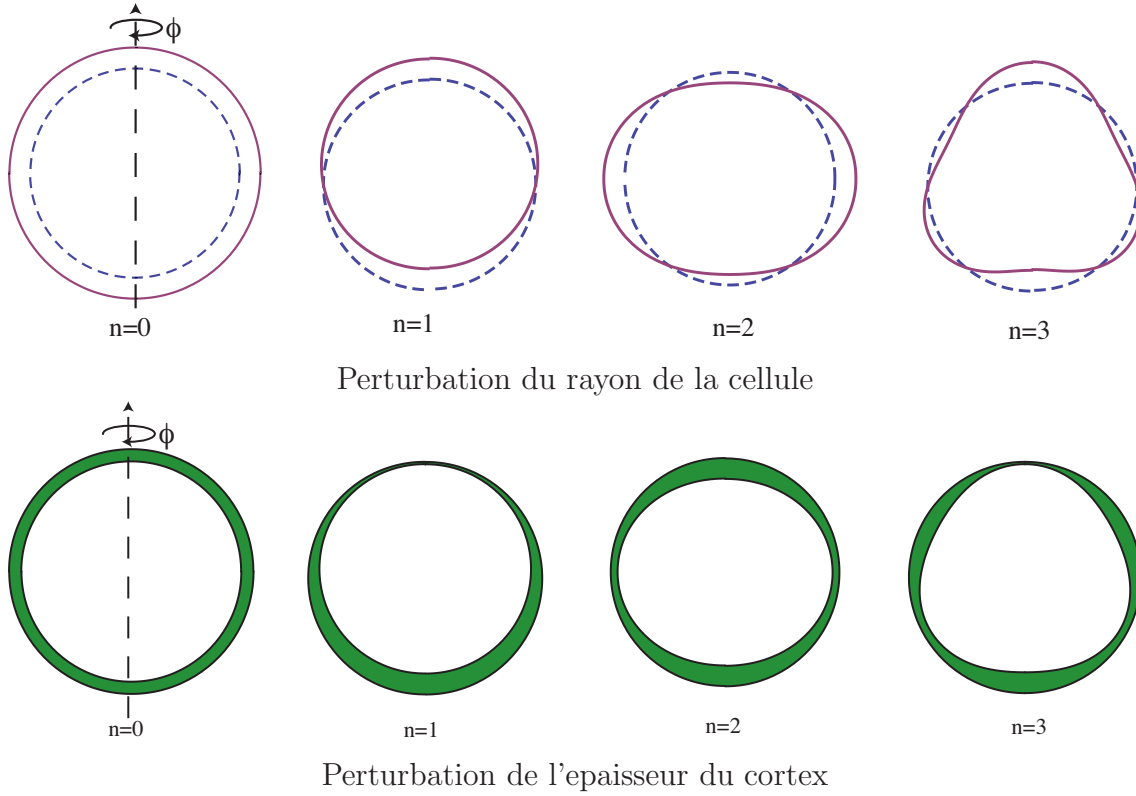 ϕ
n=0 n=1 n=2 n=3
Perturbation du rayon de la cellule
ϕ
n=0 n=1 n=2 n=3
Perturbation de l'epaisseur du cortex